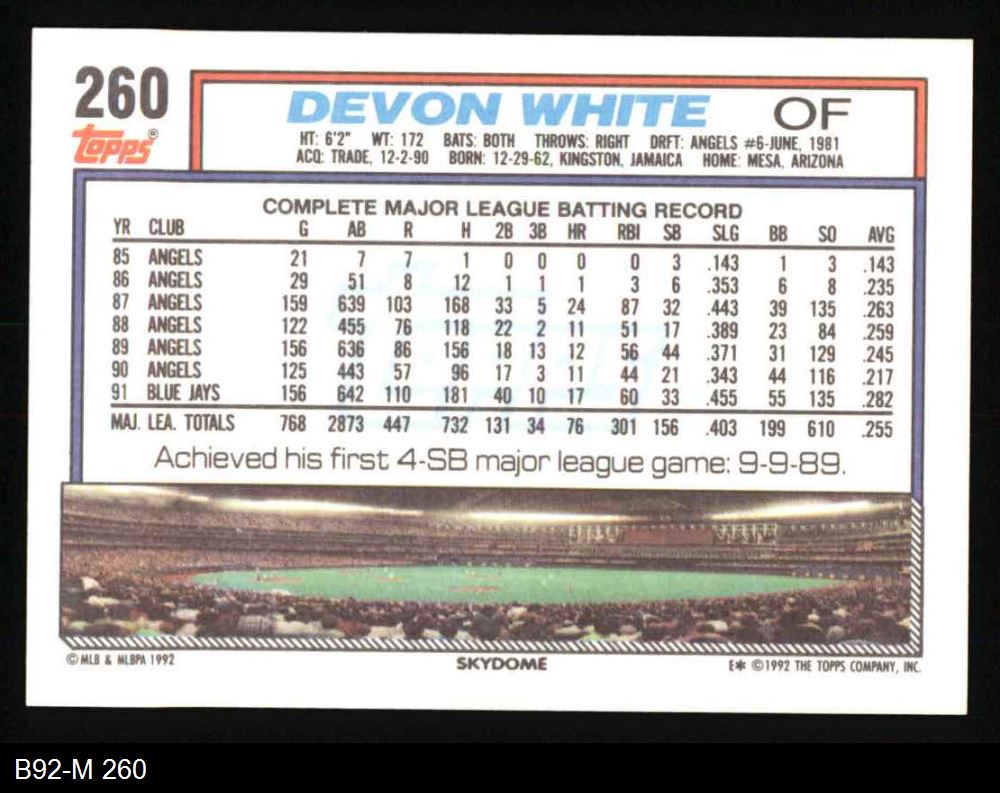 260
Topps®
DEVON WHITE OF
HT: 6'2" WT: 172 BATS: BOTH THROWS: RIGHT DRFT: ANGELS #6-JUNE, 1981
ACQ: TRADE, 12-2-90 BORN: 12-29-62, KINGSTON, JAMAICA HOME: MESA, ARIZONA
COMPLETE MAJOR LEAGUE BATTING RECORD
YR CLUB G AB R H 2B 3B HR RBI SB SLG BB SO AVG
85 ANGELS 21 7 7 1 0 0 0 0 3 .143 1 3 .143
86 ANGELS 29 51 8 12 1 1 1 3 6 .353 6 8 .235
87 ANGELS 159 639 103 168 33 5 24 87 32 .443 39 135 .263
88 ANGELS 122 455 76 118 22 2 11 51 17 .389 23 84 .259
89 ANGELS 156 636 86 156 18 13 12 56 44 .371 31 129 .245
90 ANGELS 125 443 57 96 17 3 11 44 21 .343 44 116 .217
91 BLUE JAYS 156 642 110 181 40 10 17 60 33 .455 55 135 .282
MAJ. LEA. TOTALS 768 2873 447 732 131 34 76 301 156 .403 199 610 .255
Achieved his first 4-SB major league game: 9-9-89.
© MLB & MLBPA 1992 SKYDOME E* © 1992 THE TOPPS COMPANY, INC.
B92-M 260